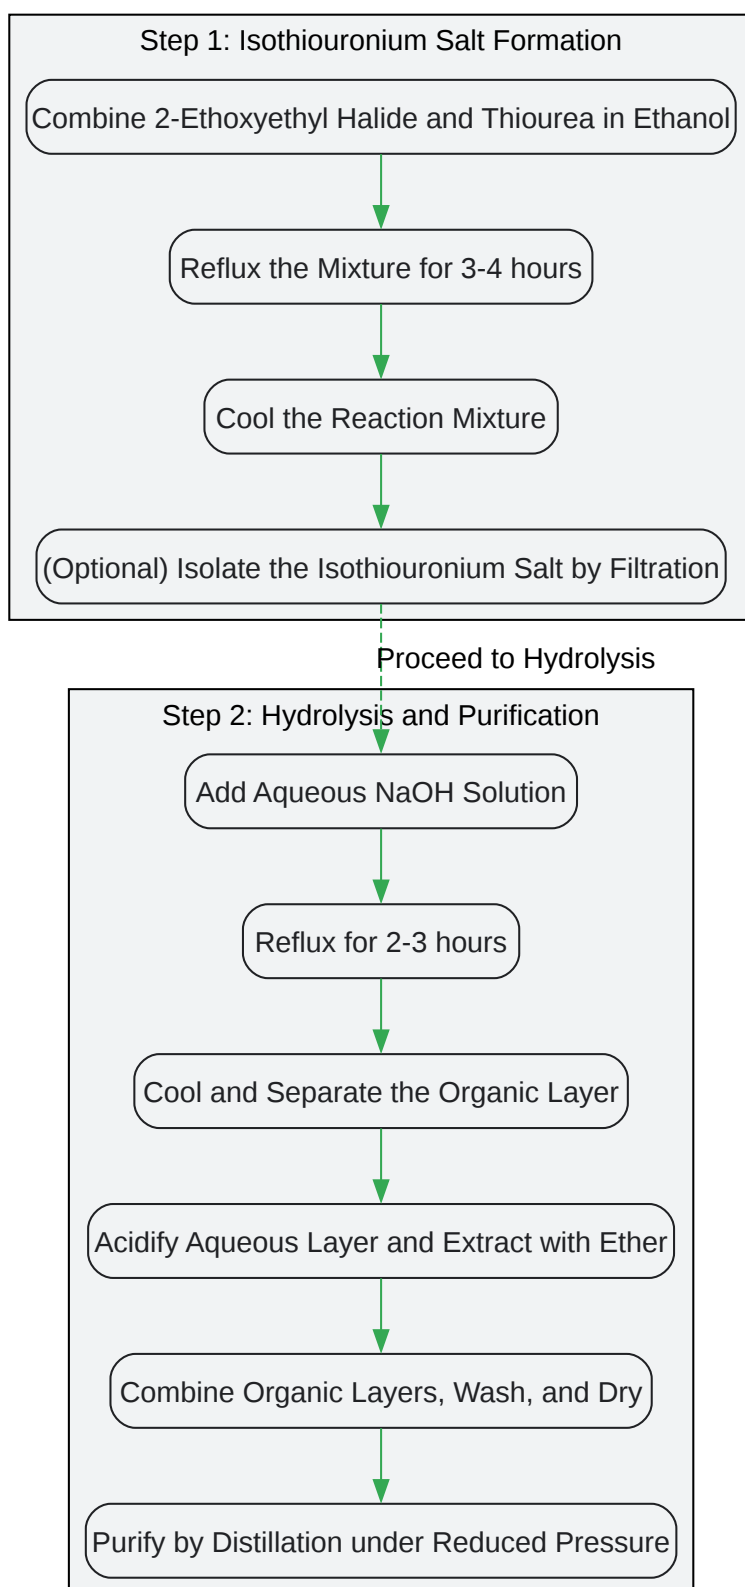 Step 1: Isothiouronium Salt Formation
Combine 2-Ethoxyethyl Halide and Thiourea in Ethanol
Reflux the Mixture for 3-4 hours
Cool the Reaction Mixture
(Optional) Isolate the Isothiouronium Salt by Filtration
Proceed to Hydrolysis
Step 2: Hydrolysis and Purification
Add Aqueous NaOH Solution
Reflux for 2-3 hours
Cool and Separate the Organic Layer
Acidify Aqueous Layer and Extract with Ether
Combine Organic Layers, Wash, and Dry
Purify by Distillation under Reduced Pressure